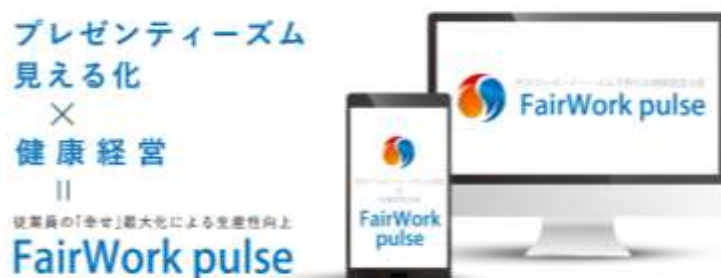 プレゼンティーズム
見える化
×
健康経営
||
従業員の「幸せ」最大化による生産性向上
FairWork pulse
FairWork
pulse
FairWork pulse